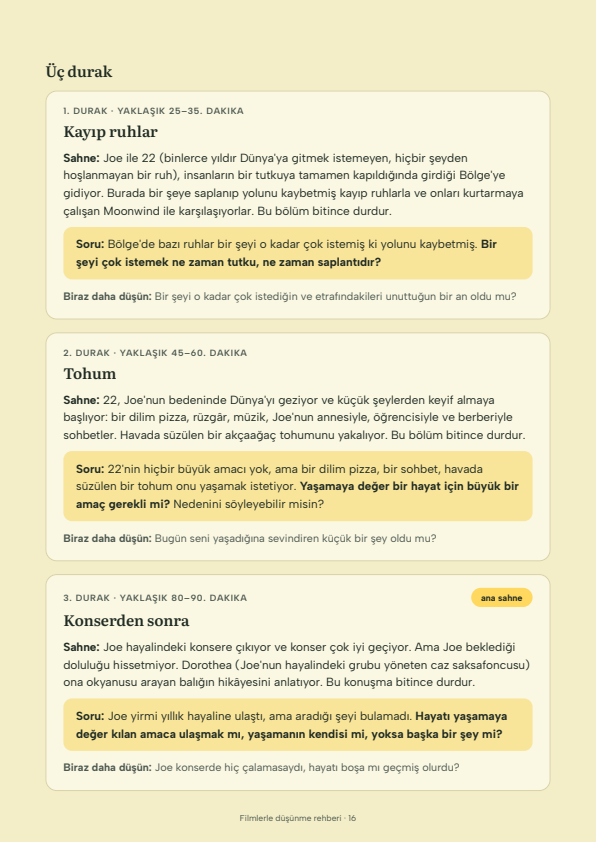 Üç durak
1. DURAK · YAKLAŞIK 25–35. DAKIKA
Kayıp ruhlar
Sahne: Joe ile 22 (binlerce yıldır Dünya'ya gitmek istemeyen, hiçbir şeyden
hoşlanmayan bir ruh), insanların bir tutkuya tamamen kapıldığında girdiği Bölge'ye
gidiyor. Burada bir şeye saplanıp yolunu kaybetmiş kayıp ruhlarla ve onları kurtarmaya
çalışan Moonwind ile karşılaşıyorlar. Bu bölüm bitince durdur.
Soru: Bölge'de bazı ruhlar bir şeyi o kadar çok istemiş ki yolunu kaybetmiş. Bir
şeyi çok istemek ne zaman tutku, ne zaman saplantıdır?
Biraz daha düşün: Bir şeyi o kadar çok istediğin ve etrafındakileri unuttuğun bir an oldu mu?
2. DURAK · YAKLAŞIK 45–60. DAKIKA
Tohum
Sahne: 22, Joe'nun bedeninde Dünya'yı geziyor ve küçük şeylerden keyif almaya
başlıyor: bir dilim pizza, rüzgâr, müzik, Joe'nun annesiyle, öğrencisiyle ve berberiyle
sohbetler. Havada süzülen bir akçaağaç tohumunu yakalıyor. Bu bölüm bitince durdur.
Soru: 22'nin hiçbir büyük amacı yok, ama bir dilim pizza, bir sohbet, havada
süzülen bir tohum onu yaşamak istetiyor. Yaşamaya değer bir hayat için büyük bir
amaç gerekli mi? Nedenini söyleyebilir misin?
Biraz daha düşün: Bugün seni yaşadığına sevindiren küçük bir şey oldu mu?
3. DURAK · YAKLAŞIK 80–90. DAKIKA
ana sahne
Konserden sonra
Sahne: Joe hayalindeki konsere çıkıyor ve konser çok iyi geçiyor. Ama Joe beklediği
doluluğu hissetmiyor. Dorothea (Joe'nun hayalindeki grubu yöneten caz saksafoncusu)
ona okyanusu arayan balığın hikâyesini anlatıyor. Bu konuşma bitince durdur.
Soru: Joe yirmi yıllık hayaline ulaştı, ama aradığı şeyi bulamadı. Hayatı yaşamaya
değer kılan amaca ulaşmak mı, yaşamanın kendisi mi, yoksa başka bir şey mi?
Biraz daha düşün: Joe konserde hiç çalamasaydı, hayatı boşa mı geçmiş olurdu?
Filmlerle düşünme rehberi · 16